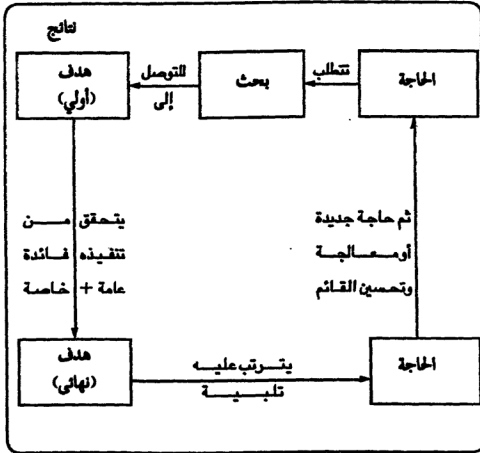 نتائج
الحاجة
تتطلب
بحث
للتوصل
إلى
هدف
(أولي)
يتحقق من
تنفيذه فائدة
عامة + خاصة
هدف
(نهائي)
يترتب عليه
تلبية
الحاجة
ثم حاجة جديدة
أو معالجة
وتحسين القائم